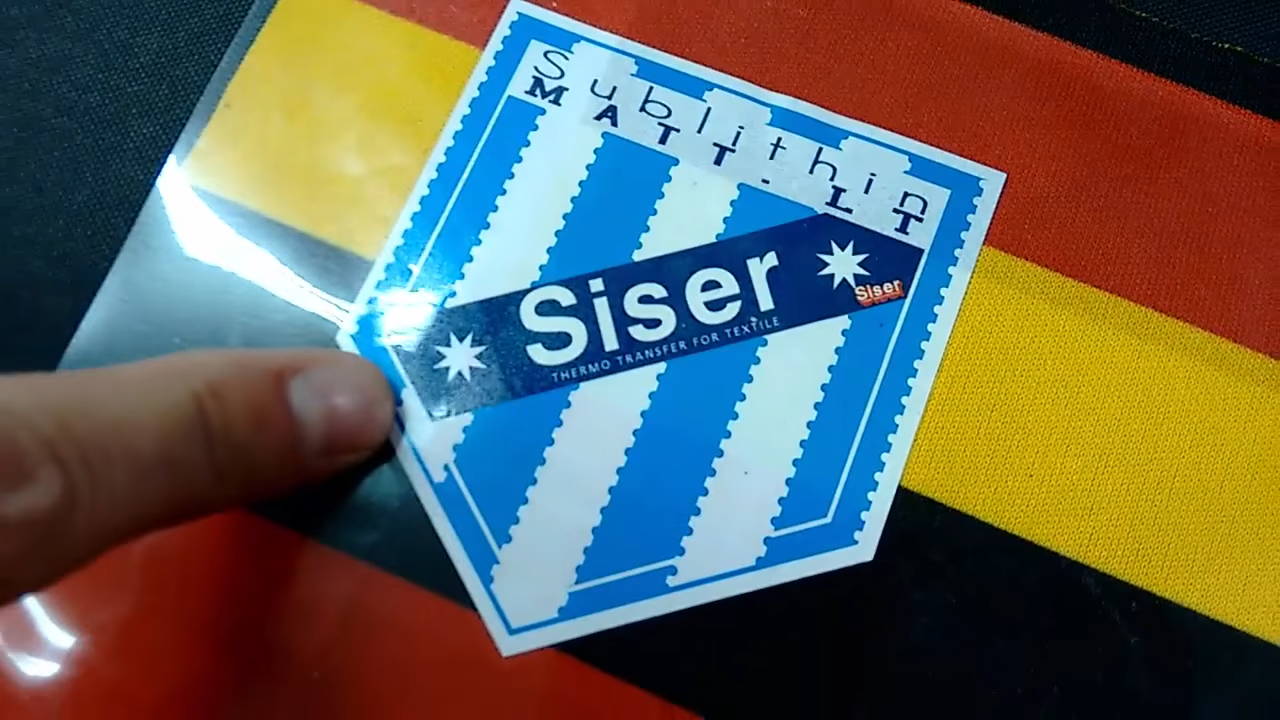 Sublithin
MATT - LT
Siser
Siser
THERMO TRANSFER FOR TEXTILE